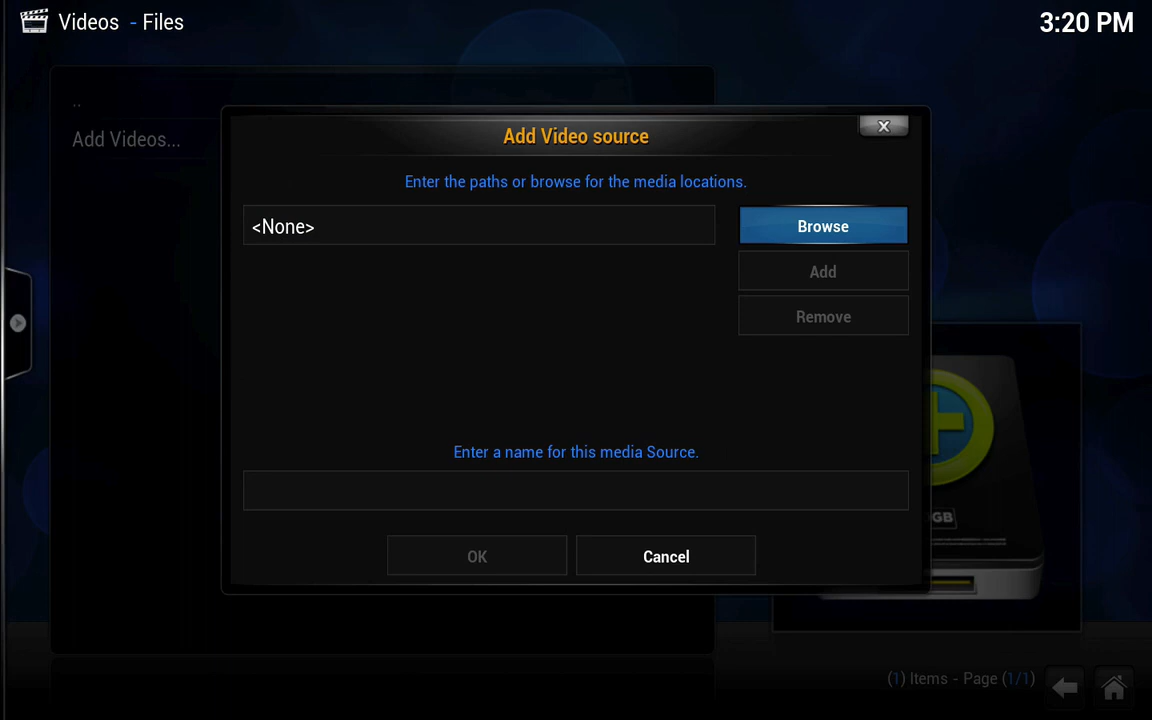 Videos - Files
3:20 PM
..
Add Videos...
Add Video source
X
Enter the paths or browse for the media locations.
<None>
Browse
Add
Remove
Enter a name for this media Source.
GB
OK
Cancel
(1) Items - Page (1/1)